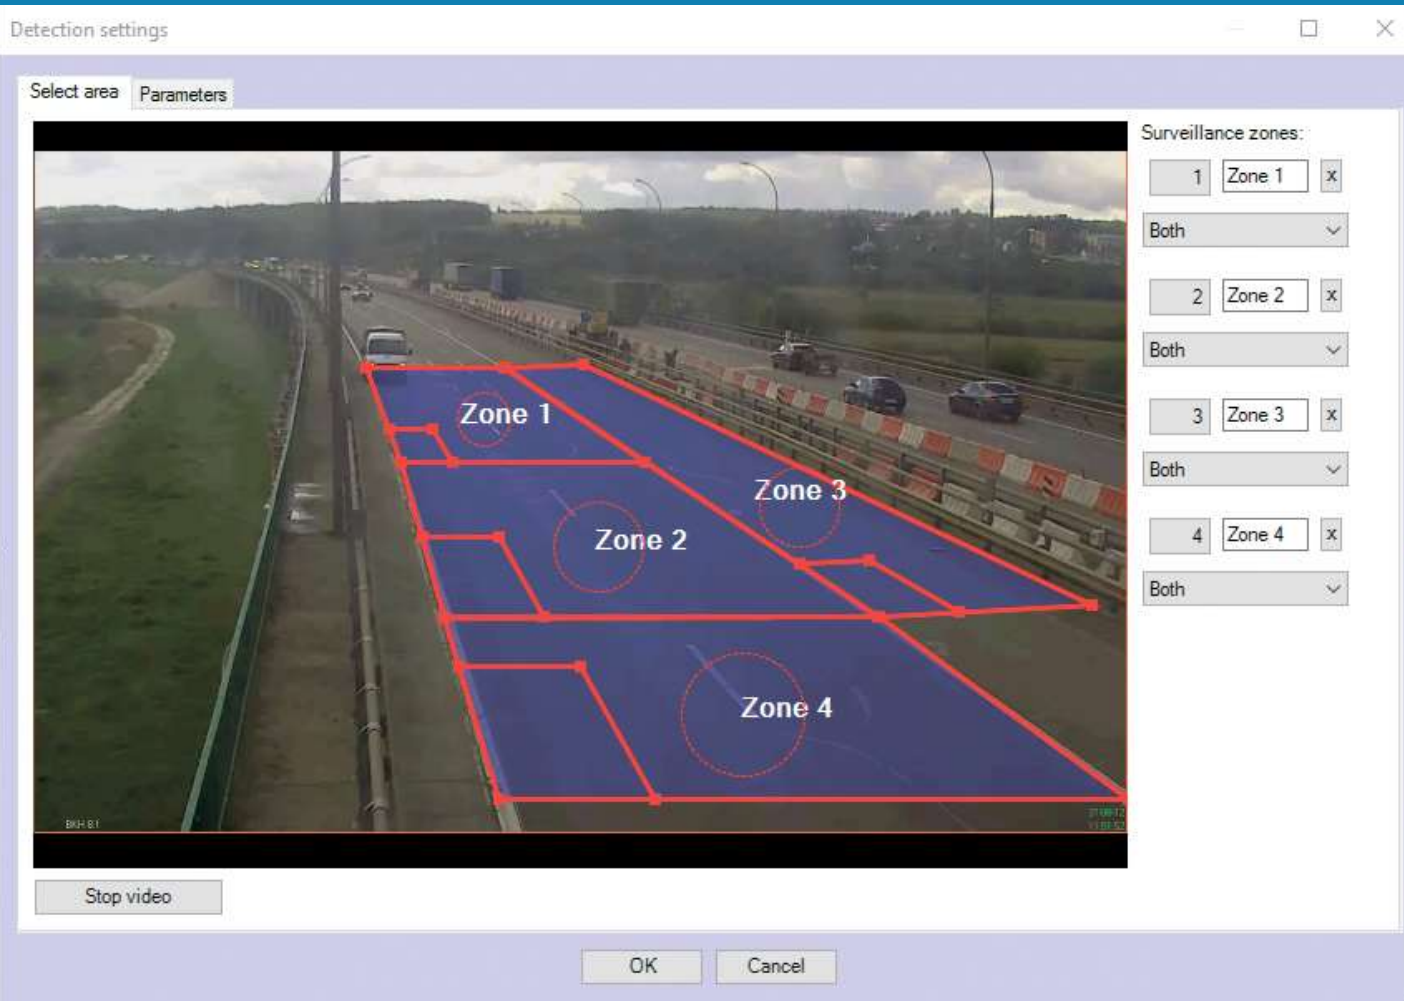 Detection settings
Select area
Parameters
Surveillance zones:
1
Zone 1
x
Both
2
Zone 2
x
Both
3
Zone 3
x
Both
4
Zone 4
x
Both
Zone 1
Zone 3
Zone 2
Zone 4
Stop video
OK
Cancel